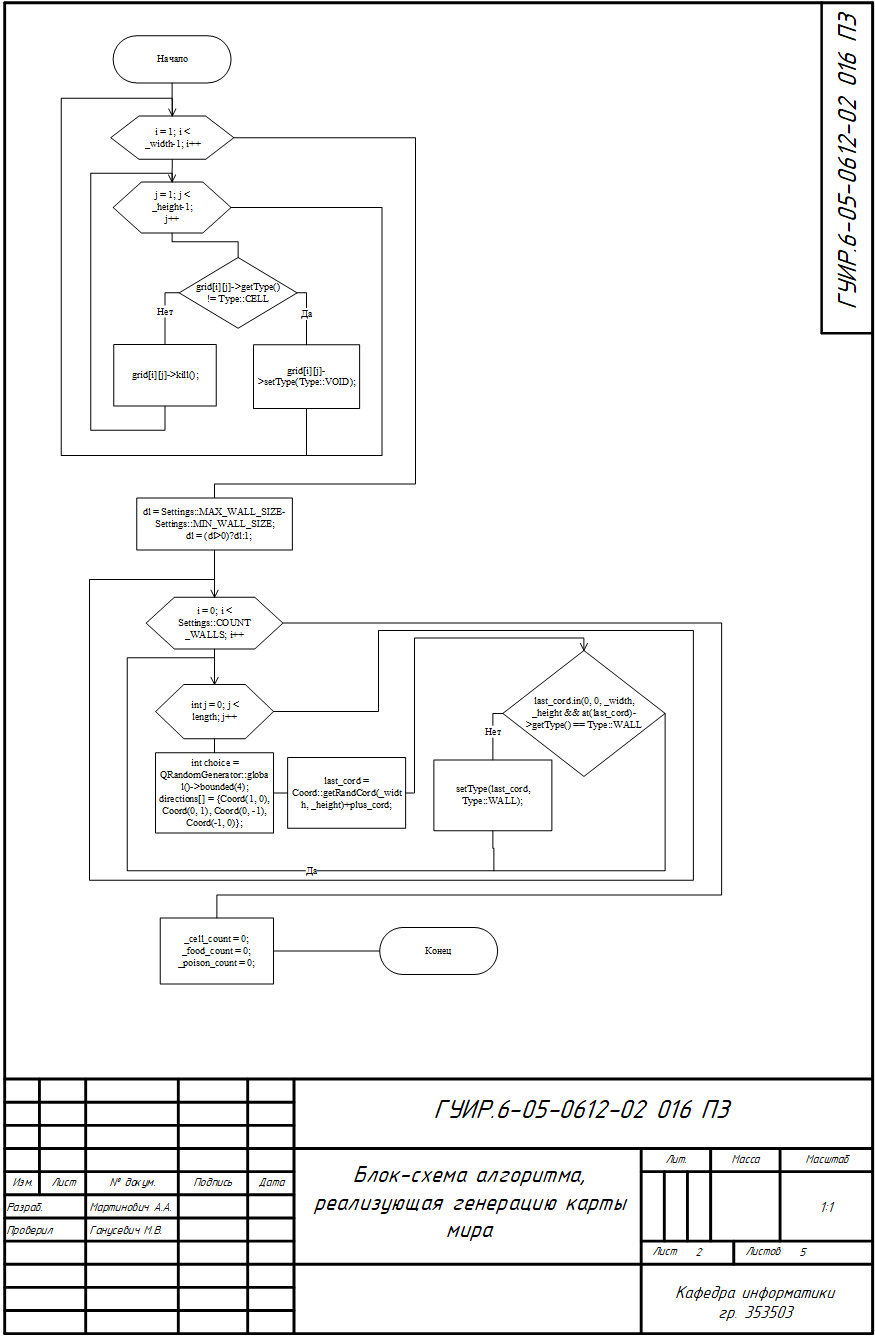 ГУИР.6-05-0612-02 016 ПЗ
Начало
i = 1; i <
_width-1; i++
j = 1; j <
_height-1;
j++
grid[i][j]->getType()
!= Type::CELL
Нет
Да
grid[i][j]->kill();
grid[i][j]-
>setType(Type::VOID);
dl = Settings::MAX_WALL_SIZE-
Settings::MIN_WALL_SIZE;
dl = (dl>0)?dl:1;
i = 0; i <
Settings::COUNT
_WALLS; i++
int j = 0; j <
length; j++
last_cord.in(0, 0, _width,
_height && at(last_cord)-
>getType() == Type::WALL
Нет
int choice =
QRandomGenerator::globa
l()->bounded(4);
directions[] = {Coord(1, 0),
Coord(0, 1), Coord(0, -1),
Coord(-1, 0)};
last_cord =
Coord::getRandCord(_widt
h, _height)+plus_cord;
setType(last_cord,
Type::WALL);
Да
_cell_count = 0;
_food_count = 0;
_poison_count = 0;
Конец
ГУИР.6-05-0612-02 016 ПЗ
Изм. Лист № докум. Подпись Дата
Разраб. Мартинович А.А.
Проверил Ганусевич М.В.
Блок-схема алгоритма,
реализующая генерацию карты
мира
Лит. Масса Масштаб
1:1
Лист 2 Листов 5
Кафедра информатики
гр. 353503